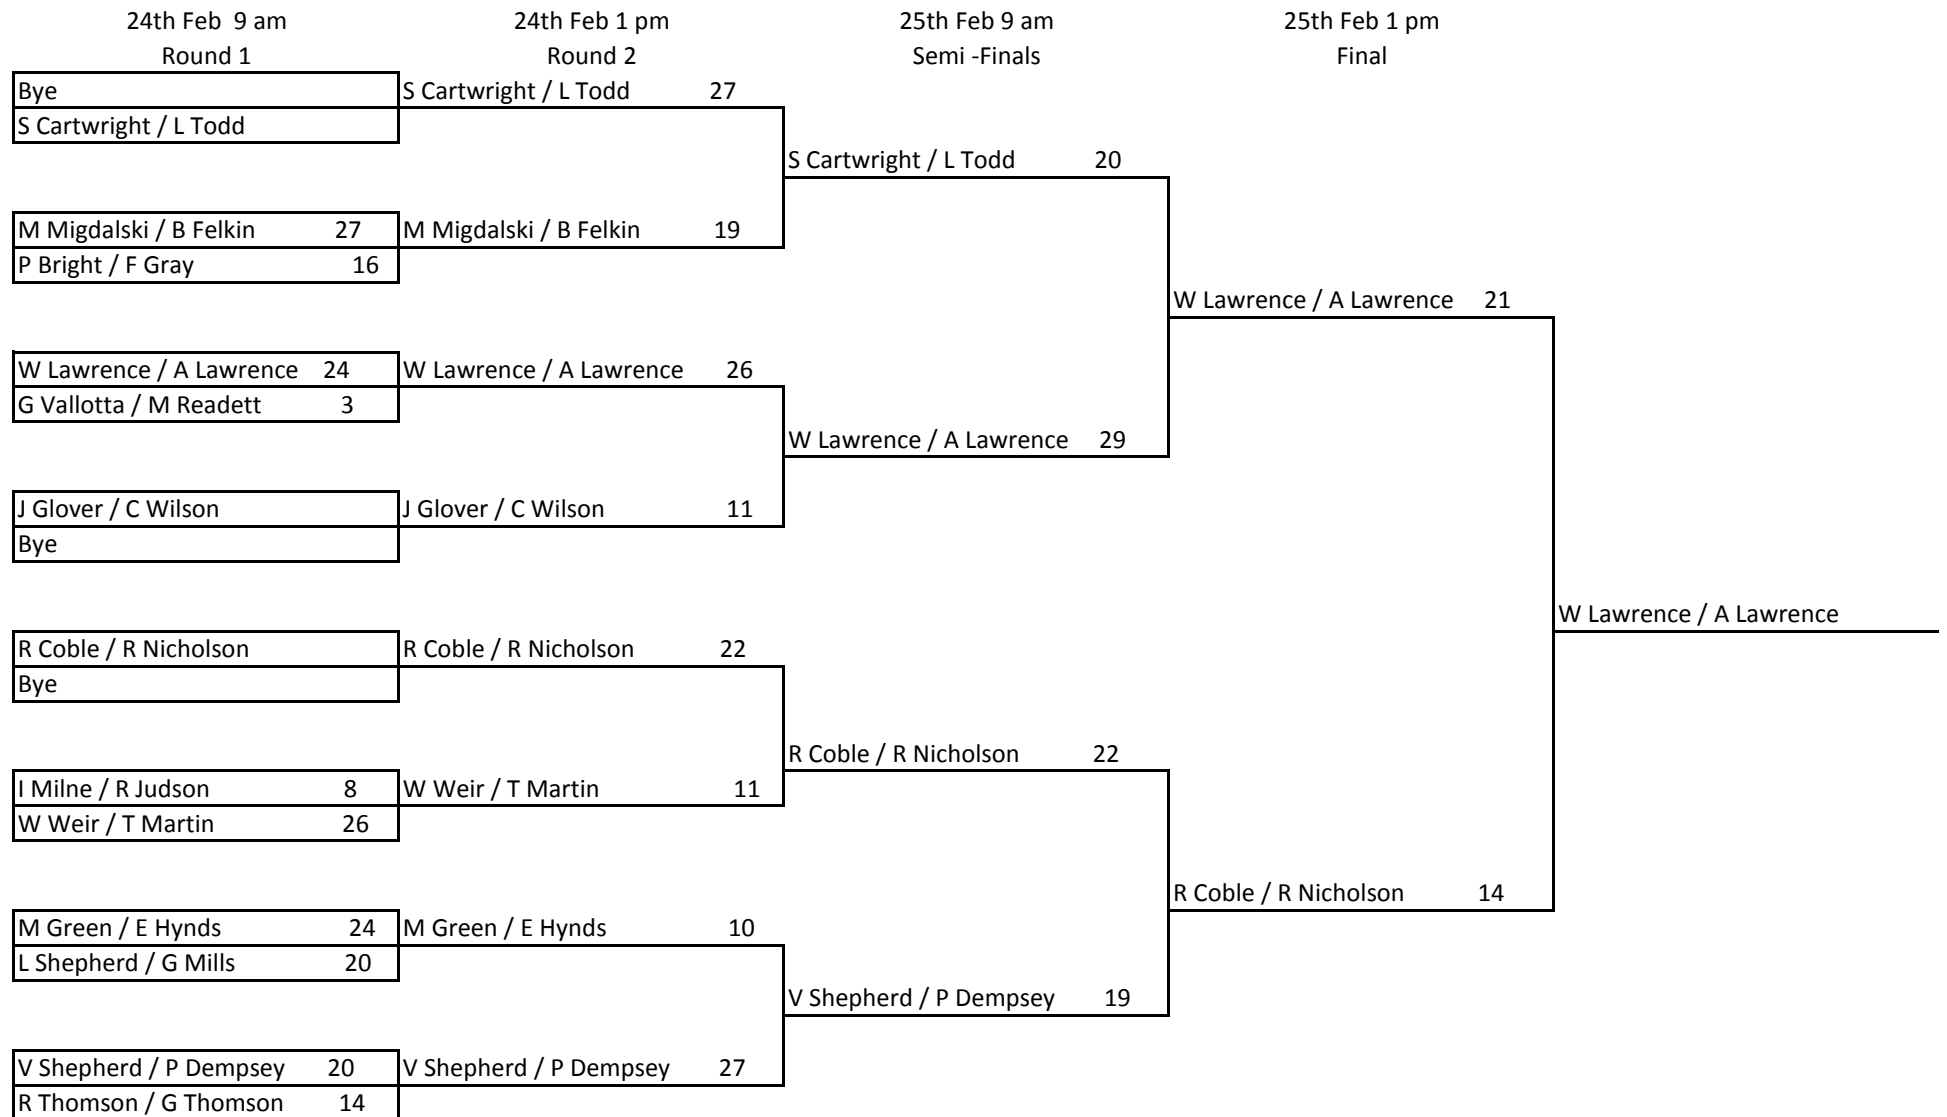 24th Feb 9 am 24th Feb 1 pm 25th Feb 9 am 25th Feb 1 pm
Round 1 Round 2 Semi -Finals Final
Bye S Cartwright / L Todd 27
S Cartwright / L Todd
S Cartwright / L Todd 20
M Migdalski / B Felkin 27 M Migdalski / B Felkin 19
P Bright / F Gray 16
W Lawrence / A Lawrence 21
W Lawrence / A Lawrence 24 W Lawrence / A Lawrence 26
G Vallotta / M Readett 3
W Lawrence / A Lawrence 29
J Glover / C Wilson J Glover / C Wilson 11
Bye
W Lawrence / A Lawrence
R Coble / R Nicholson R Coble / R Nicholson 22
Bye
R Coble / R Nicholson 22
I Milne / R Judson 8 W Weir / T Martin 11
W Weir / T Martin 26
R Coble / R Nicholson 14
M Green / E Hynds 24 M Green / E Hynds 10
L Shepherd / G Mills 20
V Shepherd / P Dempsey 19
V Shepherd / P Dempsey 20 V Shepherd / P Dempsey 27
R Thomson / G Thomson 14